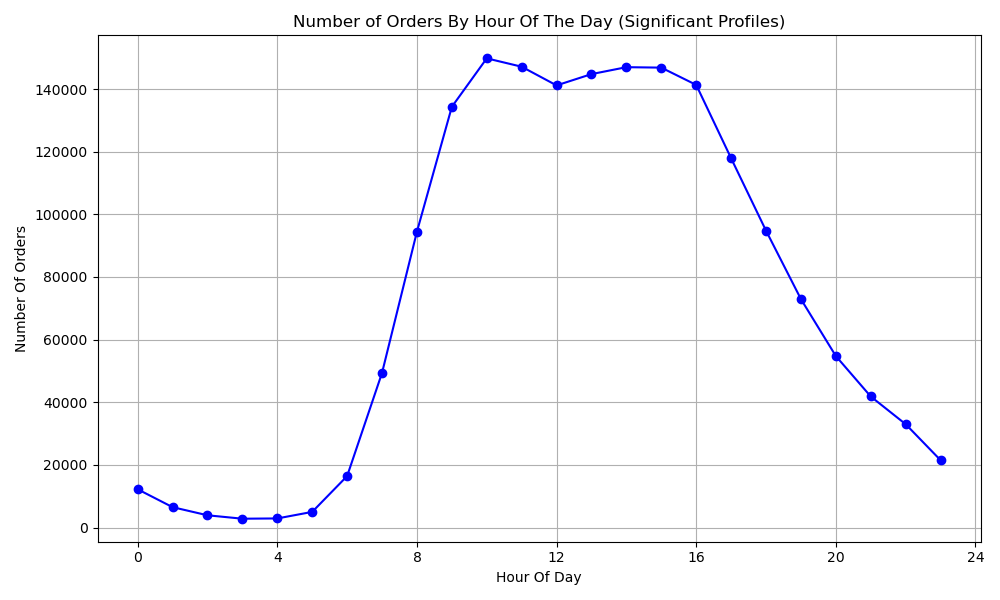 Number of Orders By Hour Of The Day (Significant Profiles)
Number Of Orders
140000
120000
100000
80000
60000
40000
20000
0
0 4 8 12 16 20 24
Hour Of Day